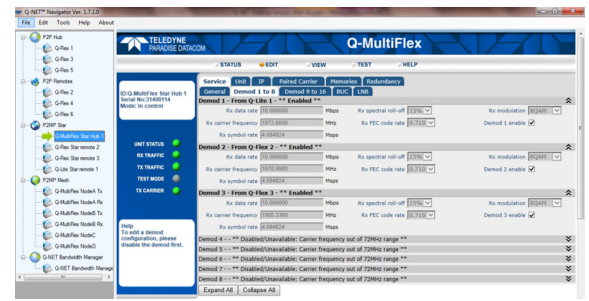 Q-NET™ Navigator Ver: 1.7.1.0
File Edit Tools Help About
P2P Hub
Q-Flex 1
Q-Flex 3
Q-Flex 5
P2P Remotes
Q-Flex 2
Q-Flex 4
Q-Flex 6
P2MP Star
Q-MultiFlex Star Hub 1
Q-Flex Star remote 2
Q-Flex Star remote 3
Q-Lite Star remote 1
P2MP Mesh
Q-MultiFlex NodeA Tx
Q-MultiFlex NodeA Rx
Q-MultiFlex NodeB Tx
Q-MultiFlex NodeB Rx
Q-MultiFlex NodeC
Q-MultiFlex NodeD
Q-NET Bandwidth Manager
Q-NET Bandwidth Manage
TELEDYNE
PARADISE DATACOM
Q-MultiFlex
STATUS EDIT VIEW TEST HELP
ID:Q-MultiFlex Star Hub 1
Serial No:31400114
Mode: In control
UNIT STATUS
RX TRAFFIC
TX TRAFFIC
TEST MODE
TX CARRIER
Help
To edit a demod
configuration, please
disable the demod first.
Service Unit IP Paired Carrier Memories Redundancy
General Demod 1 to 8 Demod 9 to 16 BUC LNB
Demod 1 - From Q-Lite 1 - ** Enabled **
Rx data rate 10.000000 Mbps Rx spectral roll-off 15% Rx modulation 8QAM
Rx carrier frequency 1972.6600 MHz Rx FEC code rate 0.710 Demod 1 enable
Rx symbol rate 4.694824 Msps
Demod 2 - From Q-Flex 2 - ** Enabled **
Rx data rate 10.000000 Mbps Rx spectral roll-off 15% Rx modulation 8QAM
Rx carrier frequency 1978.9980 MHz Rx FEC code rate 0.710 Demod 2 enable
Rx symbol rate 4.694824 Msps
Demod 3 - From Q-Flex 3 - ** Enabled **
Rx data rate 10.000000 Mbps Rx spectral roll-off 15% Rx modulation 8QAM
Rx carrier frequency 1985.3360 MHz Rx FEC code rate 0.710 Demod 3 enable
Rx symbol rate 4.694824 Msps
Demod 4 - - ** Disabled/Unavailable: Carrier frequency out of 72MHz range **
Demod 5 - - ** Disabled/Unavailable: Carrier frequency out of 72MHz range **
Demod 6 - - ** Disabled/Unavailable: Carrier frequency out of 72MHz range **
Demod 7 - - ** Disabled/Unavailable: Carrier frequency out of 72MHz range **
Demod 8 - - ** Disabled/Unavailable: Carrier frequency out of 72MHz range **
Expand All Collapse All